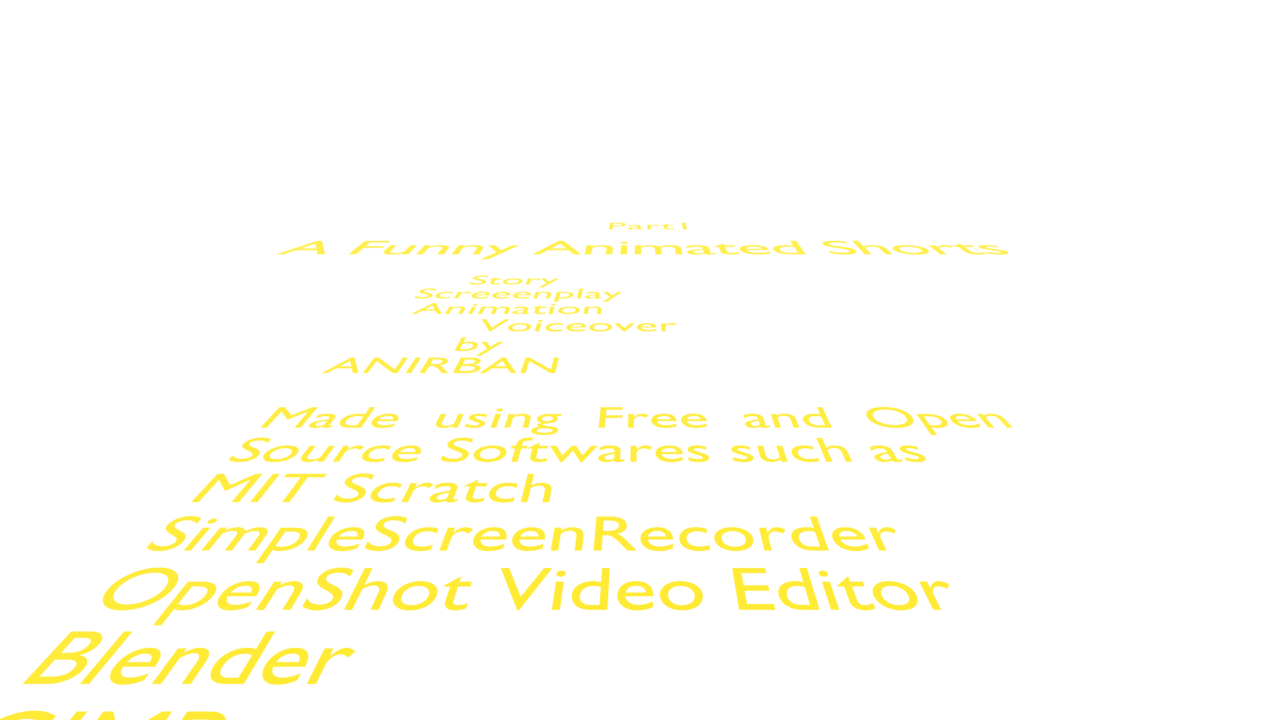 Part1
A Funny Animated Shorts
Story
Screeenplay
Animation
Voiceover
by
ANIRBAN
Made using Free and Open
Source Softwares such as
MIT Scratch
SimpleScreenRecorder
OpenShot Video Editor
Blender